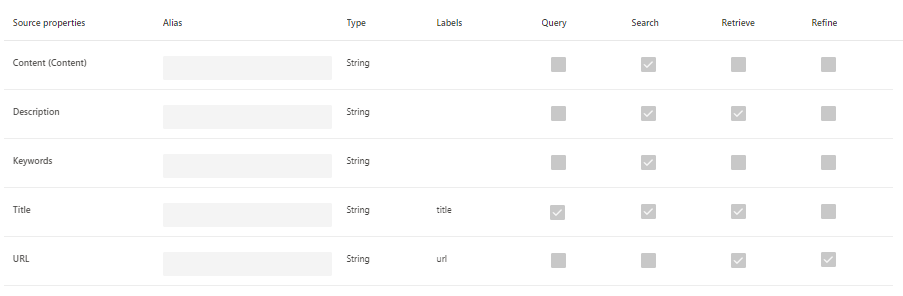 Source properties Alias Type Labels Query Search Retrieve Refine
Content (Content) String
Description String
Keywords String
Title String title
URL String url